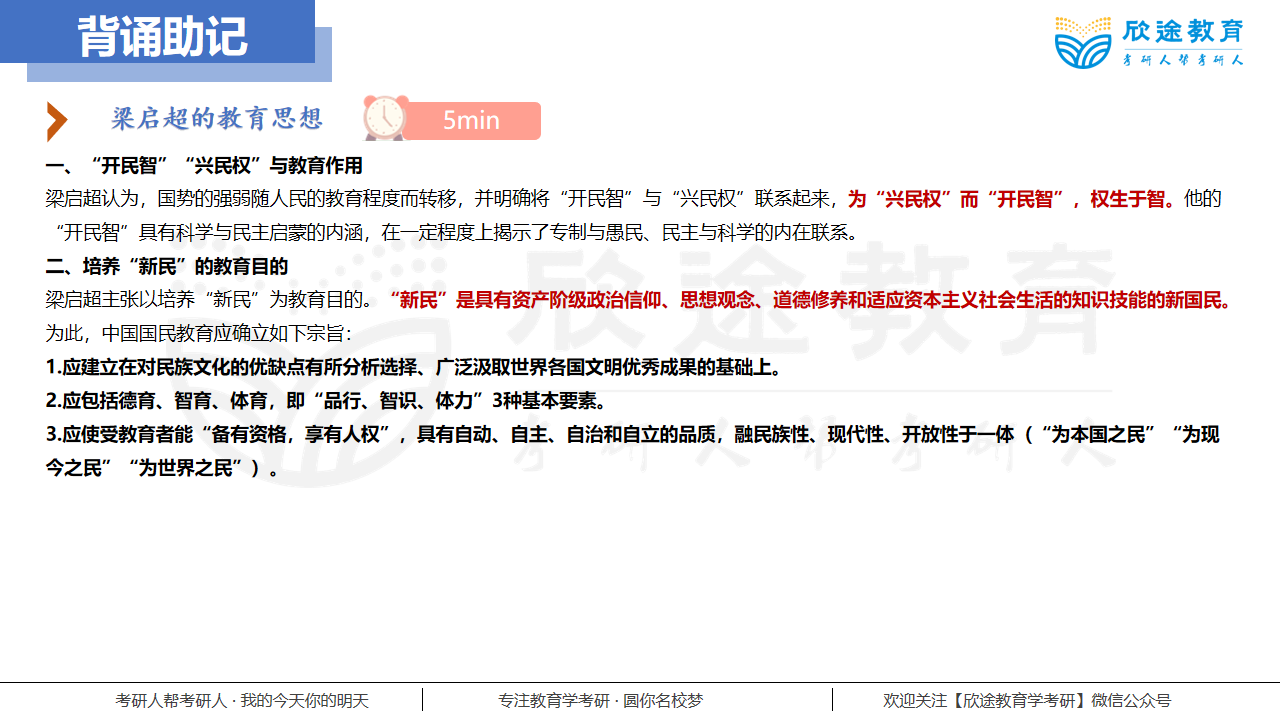 背诵助记
欣途教育
考研人帮考研人
梁启超的教育思想
5min
一、“开民智”“兴民权”与教育作用
梁启超认为，国势的强弱随人民的教育程度而转移，并明确将“开民智”与“兴民权”联系起来，为“兴民权”而“开民智”，权生于智。他的
“开民智”具有科学与民主启蒙的内涵，在一定程度上揭示了专制与愚民、民主与科学的内在联系。
二、培养“新民”的教育目的
梁启超主张以培养“新民”为教育目的。“新民”是具有资产阶级政治信仰、思想观念、道德修养和适应资本主义社会生活的知识技能的新国民。
为此，中国国民教育应确立如下宗旨：
1.应建立在对民族文化的优缺点有所分析选择、广泛汲取世界各国文明优秀成果的基础上。
2.应包括德育、智育、体育，即“品行、智识、体力”3种基本要素。
3.应使受教育者能“备有资格，享有人权”，具有自动、自主、自治和自立的品质，融民族性、现代性、开放性于一体（“为本国之民”“为现
今之民”“为世界之民”）。
欣途教育
考研人帮考研人
考研人帮考研人 · 我的今天你的明天
专注教育学考研 · 圆你名校梦
欢迎关注【欣途教育学考研】微信公众号